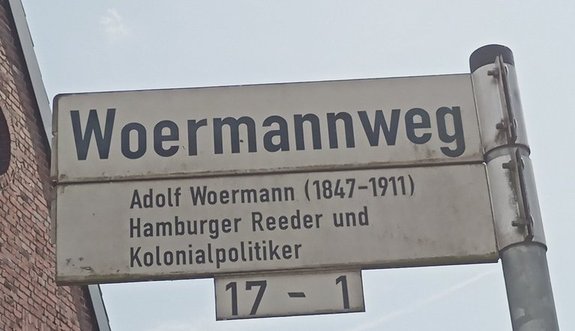 Woermannweg
Adolf Woermann (1847-1911)
Hamburger Reeder und
Kolonialpolitiker
17 - 1